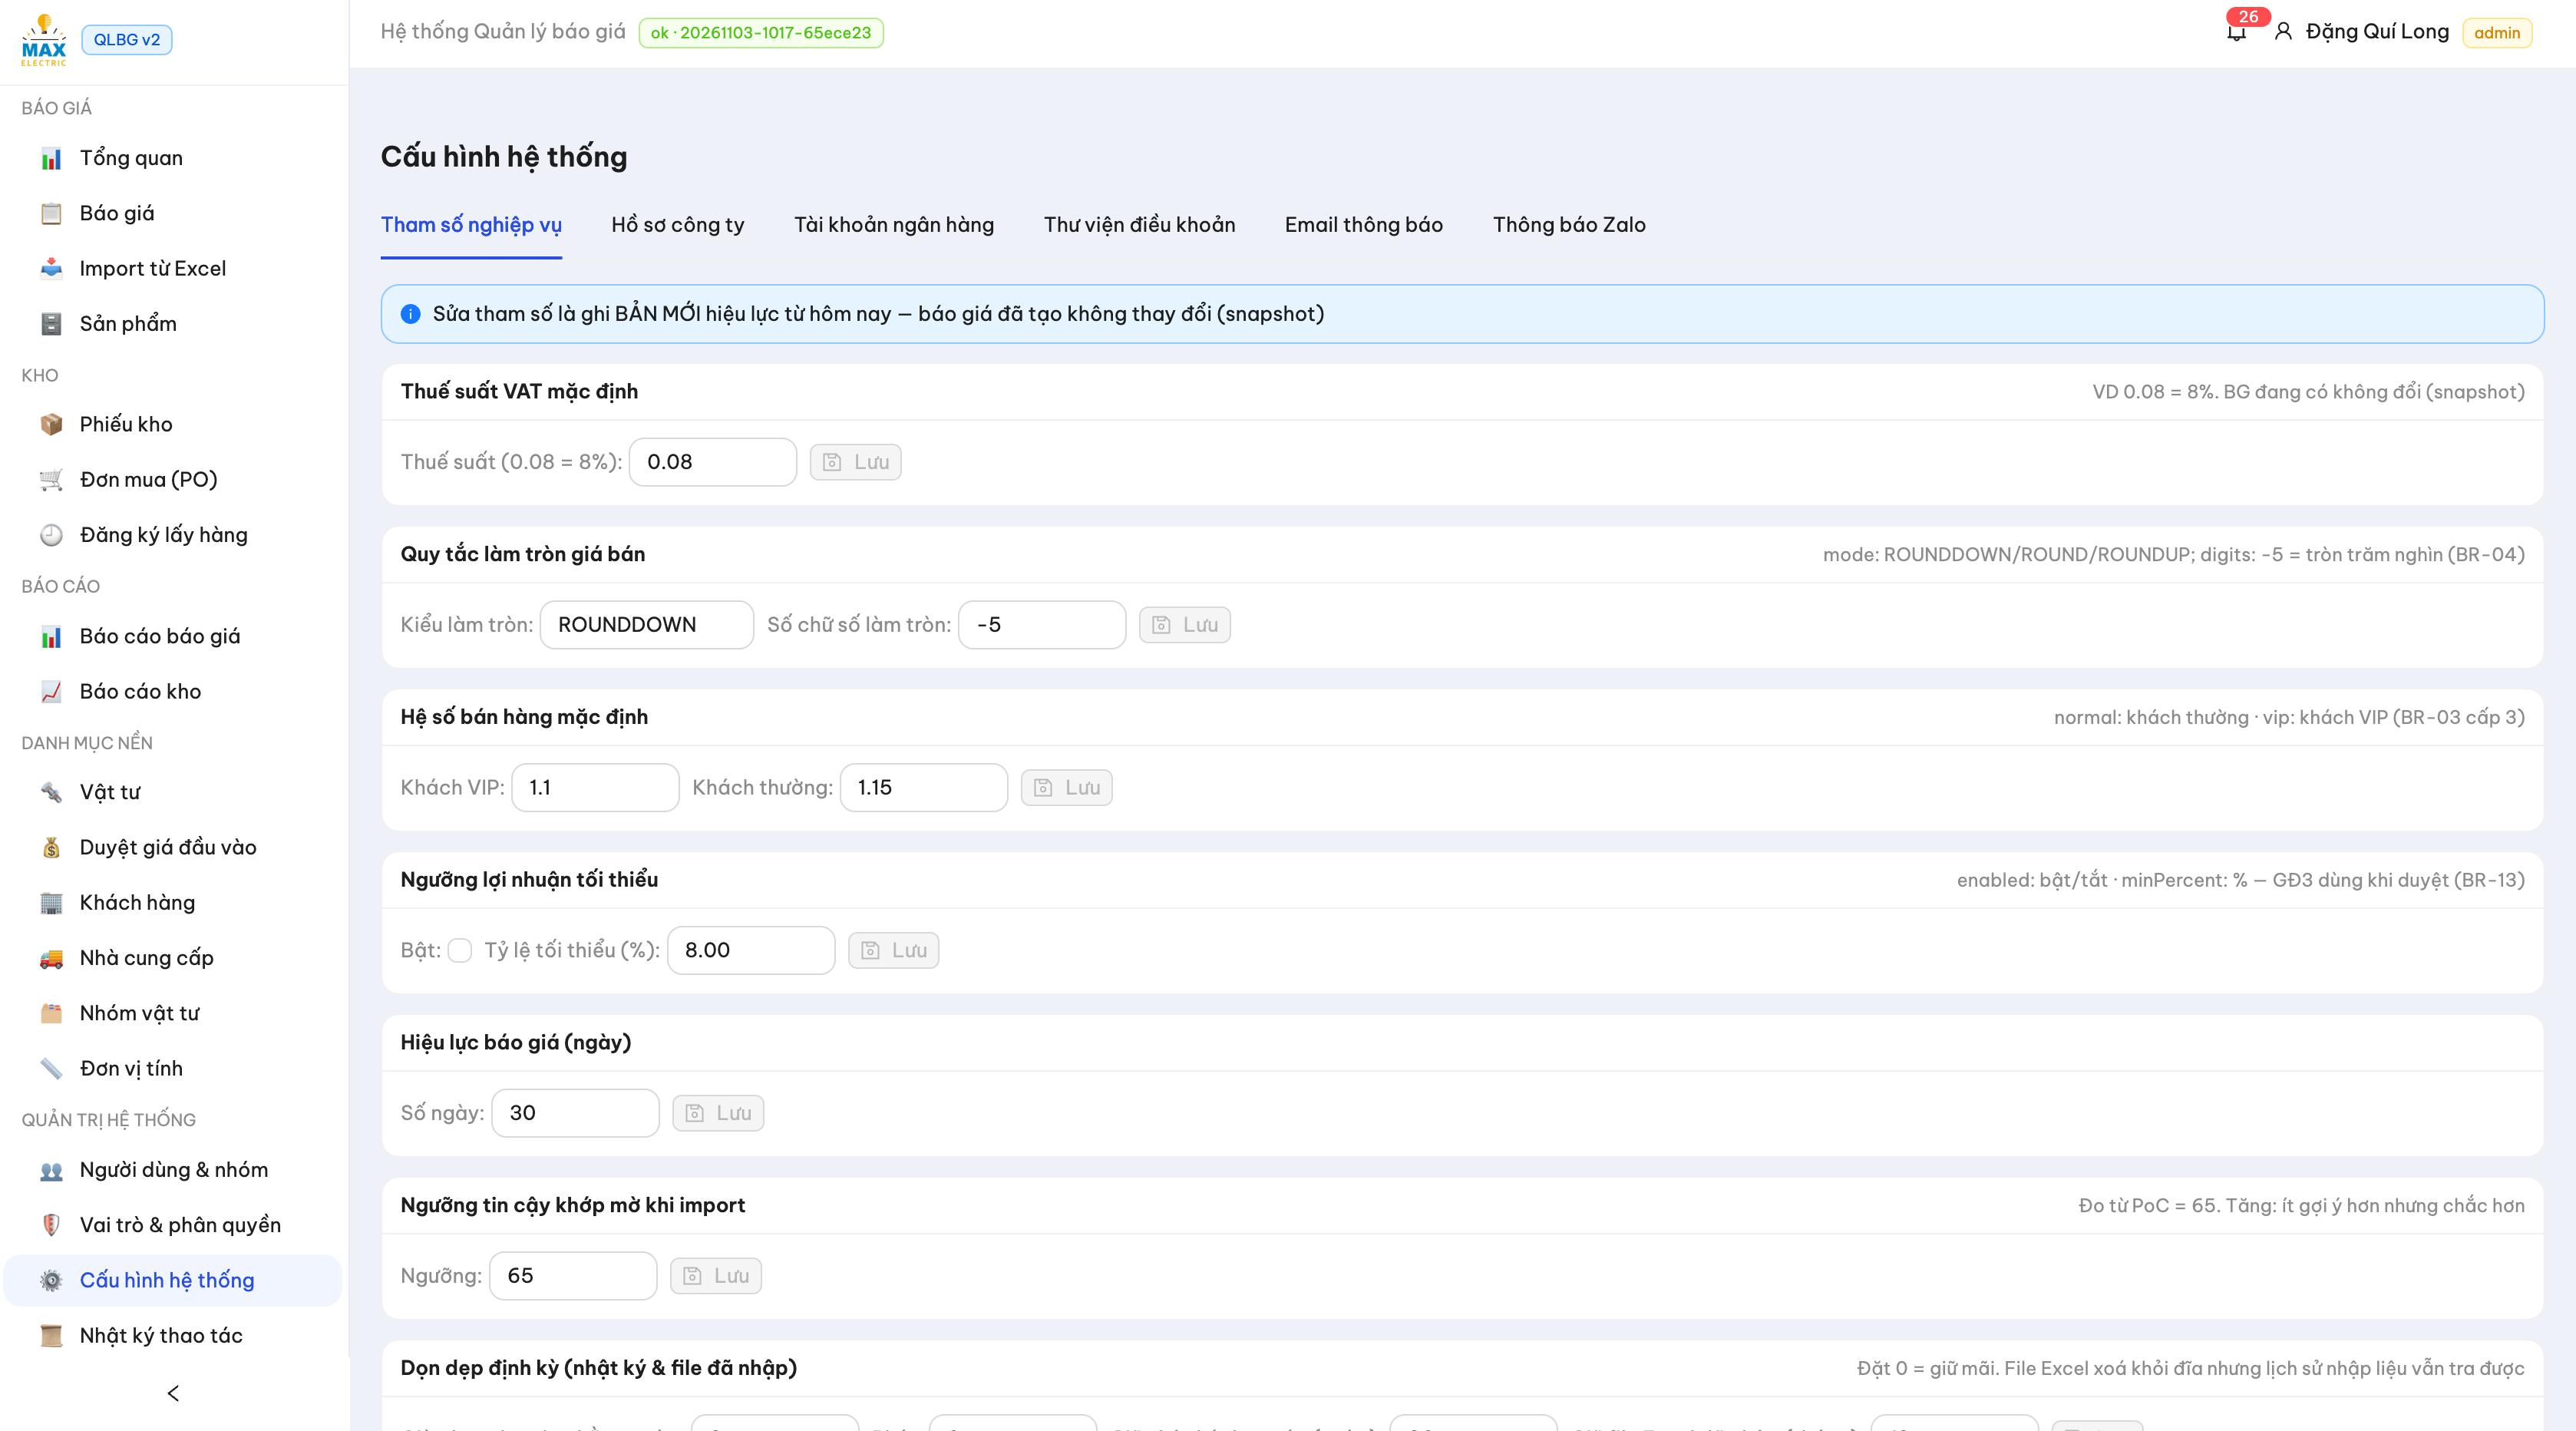 MAX
ELECTRIC
QLBG v2
Hệ thống Quản lý báo giá ok · 20261103-1017-65ece23
26
Đặng Quí Long admin
BÁO GIÁ
Tổng quan
Báo giá
Import từ Excel
Sản phẩm
KHO
Phiếu kho
Đơn mua (PO)
Đăng ký lấy hàng
BÁO CÁO
Báo cáo báo giá
Báo cáo kho
DANH MỤC NỀN
Vật tư
Duyệt giá đầu vào
Khách hàng
Nhà cung cấp
Nhóm vật tư
Đơn vị tính
QUẢN TRỊ HỆ THỐNG
Người dùng & nhóm
Vai trò & phân quyền
Cấu hình hệ thống
Nhật ký thao tác
Cấu hình hệ thống
Tham số nghiệp vụ Hồ sơ công ty Tài khoản ngân hàng Thư viện điều khoản Email thông báo Thông báo Zalo
Sửa tham số là ghi BẢN MỚI hiệu lực từ hôm nay — báo giá đã tạo không thay đổi (snapshot)
Thuế suất VAT mặc định VD 0.08 = 8%. BG đang có không đổi (snapshot)
Thuế suất (0.08 = 8%): 0.08 Lưu
Quy tắc làm tròn giá bán mode: ROUNDDOWN/ROUND/ROUNDUP; digits: -5 = tròn trăm nghìn (BR-04)
Kiểu làm tròn: ROUNDDOWN Số chữ số làm tròn: -5 Lưu
Hệ số bán hàng mặc định normal: khách thường · vip: khách VIP (BR-03 cấp 3)
Khách VIP: 1.1 Khách thường: 1.15 Lưu
Ngưỡng lợi nhuận tối thiểu enabled: bật/tắt · minPercent: % — GĐ3 dùng khi duyệt (BR-13)
Bật: Tỷ lệ tối thiểu (%): 8.00 Lưu
Hiệu lực báo giá (ngày)
Số ngày: 30 Lưu
Ngưỡng tin cậy khớp mờ khi import Đo từ PoC = 65. Tăng: ít gợi ý hơn nhưng chắc hơn
Ngưỡng: 65 Lưu
Dọn dẹp định kỳ (nhật ký & file đã nhập) Đặt 0 = giữ mãi. File Excel xoá khỏi đĩa nhưng lịch sử nhập liệu vẫn tra được